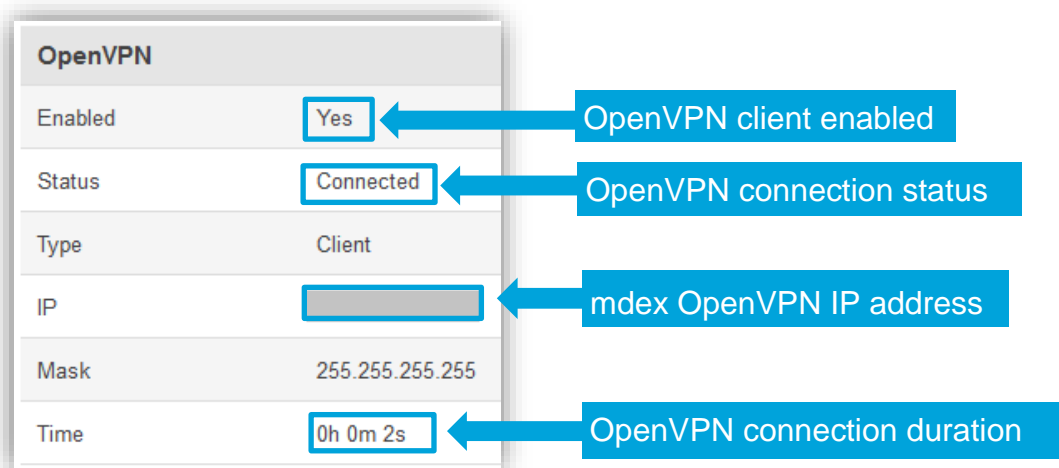 OpenVPN
Enabled Yes OpenVPN client enabled
Status Connected OpenVPN connection status
Type Client
IP mdex OpenVPN IP address
Mask 255.255.255.255
Time 0h 0m 2s OpenVPN connection duration